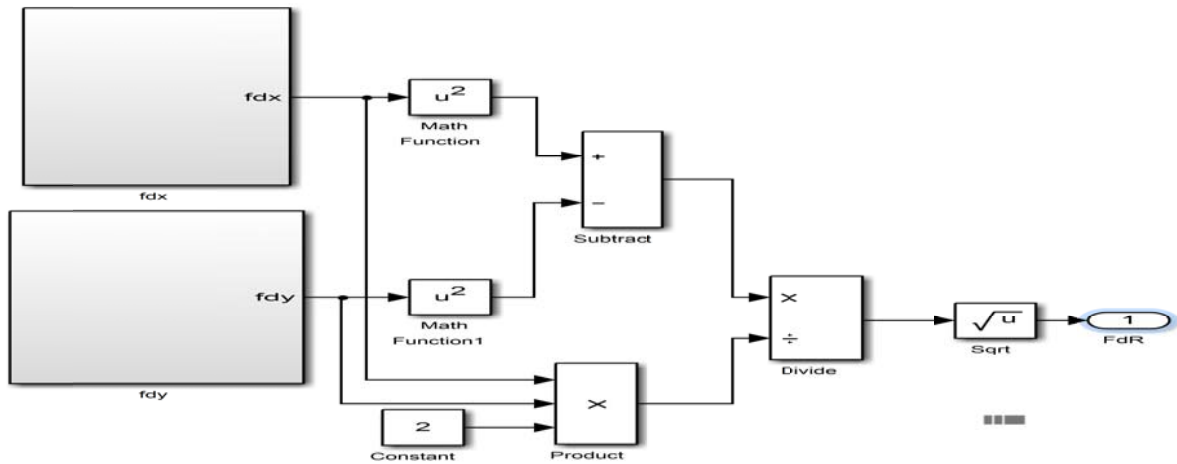 fdx
fdx
fdy
fdy
u²
Math
Function
u²
Math
Function1
+
−
Subtract
2
Constant
×
Product
×
÷
Divide
√u
Sqrt
1
FdR